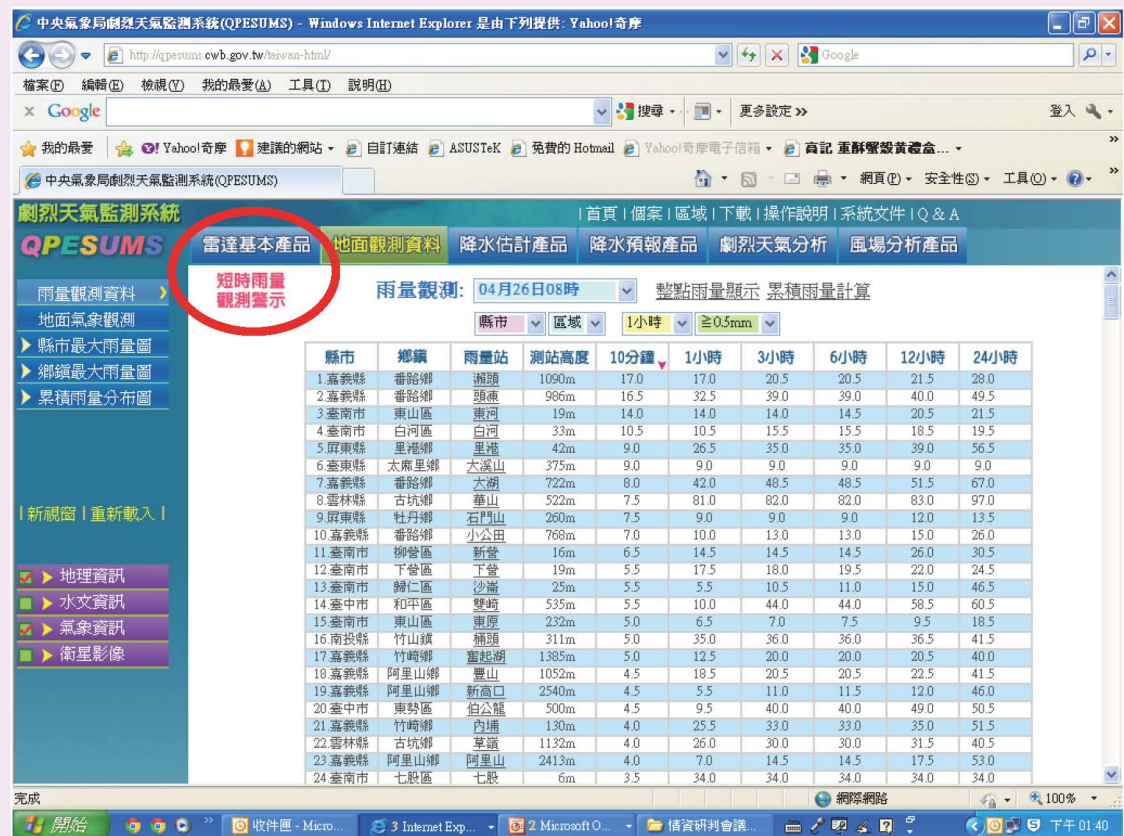 中央氣象局劇烈天氣監測系統(QPESUMS) - Windows Internet Explorer 是由下列提供: Yahoo!奇摩
http://qpesums.cwb.gov.tw/taiwan-html/
Google
檔案(F) 編輯(E) 檢視(V) 我的最愛(A) 工具(T) 說明(H)
x Google 搜尋 更多設定 >> 登入
我的最愛 Yahoo!奇摩 建議的網站 自訂連結 ASUSTeK 免費的 Hotmail Yahoo!奇摩電子信箱 高記 重酥蟹殼黃禮盒...
中央氣象局劇烈天氣監測系統(QPESUMS) 網頁(P) 安全性(S) 工具(O)
劇烈天氣監測系統 | 首頁 | 個案 | 區域 | 下載 | 操作說明 | 系統文件 | Q & A
QPESUMS 雷達基本產品 地面觀測資料 降水估計產品 降水預報產品 劇烈天氣分析 風場分析產品
雨量觀測資料
地面氣象觀測
縣市最大雨量圖
鄉鎮最大雨量圖
累積雨量分布圖
| 新視窗 | 重新載入 |
地理資訊
水文資訊
氣象資訊
衛星影像
短時雨量
觀測警示
雨量觀測: 04月26日08時 整點雨量顯示 累積雨量計算
縣市 區域 1小時 ≧0.5mm
縣市 鄉鎮 雨量站 測站高度 10分鐘 1小時 3小時 6小時 12小時 24小時
1.嘉義縣 番路鄉 瀨頭 1090m 17.0 17.0 20.5 20.5 21.5 28.0
2.嘉義縣 番路鄉 頭凍 986m 16.5 32.5 39.0 39.0 40.0 49.5
3.臺南市 東山區 東河 19m 14.0 14.0 14.0 14.5 20.5 21.5
4.臺南市 白河區 白河 33m 10.5 10.5 15.5 15.5 18.5 19.5
5.屏東縣 里港鄉 里港 42m 9.0 26.5 35.0 35.0 39.0 56.5
6.臺東縣 太麻里鄉 大溪山 375m 9.0 9.0 9.0 9.0 9.0 9.0
7.嘉義縣 番路鄉 大湖 722m 8.0 42.0 48.5 48.5 51.5 67.0
8.雲林縣 古坑鄉 華山 522m 7.5 81.0 82.0 82.0 83.0 97.0
9.屏東縣 牡丹鄉 石門山 260m 7.5 9.0 9.0 9.0 12.0 13.5
10.嘉義縣 番路鄉 小公田 768m 7.0 10.0 13.0 13.0 15.0 26.0
11.臺南市 柳營區 新營 16m 6.5 14.5 14.5 14.5 26.0 30.5
12.臺南市 下營區 下營 19m 5.5 17.5 18.0 19.5 22.0 24.5
13.臺南市 歸仁區 沙崙 25m 5.5 5.5 10.5 11.0 15.0 46.5
14.臺中市 和平區 雙崎 535m 5.5 10.0 44.0 44.0 58.5 60.5
15.臺南市 東山區 東原 232m 5.0 6.5 7.0 7.5 9.5 18.5
16.南投縣 竹山鎮 桶頭 311m 5.0 35.0 36.0 36.0 36.5 41.5
17.嘉義縣 竹崎鄉 奮起湖 1385m 5.0 12.5 20.0 20.0 20.5 40.0
18.嘉義縣 阿里山鄉 豐山 1052m 4.5 18.5 20.5 20.5 22.5 41.5
19.嘉義縣 阿里山鄉 新高口 2540m 4.5 5.5 11.0 11.5 12.0 46.0
20.臺中市 東勢區 伯公龍 500m 4.5 9.5 40.0 40.0 49.0 50.5
21.嘉義縣 竹崎鄉 內埔 130m 4.0 25.5 33.0 33.0 35.0 51.5
22.雲林縣 古坑鄉 草嶺 1132m 4.0 26.0 30.0 30.0 31.5 40.5
23.嘉義縣 阿里山鄉 阿里山 2413m 4.0 7.0 14.5 14.5 17.5 53.0
24.臺南市 七股區 七股 6m 3.5 34.0 34.0 34.0 34.0 34.0
完成 網際網路 100%
開始 收件匣 - Micro... 3 Internet Exp... 2 Microsoft O... 情資研判會議... 下午 01:40